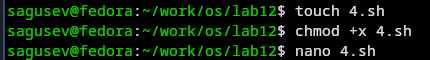 sagusev@fedora:~/work/os/lab12$ touch 4.sh
sagusev@fedora:~/work/os/lab12$ chmod +x 4.sh
sagusev@fedora:~/work/os/lab12$ nano 4.sh